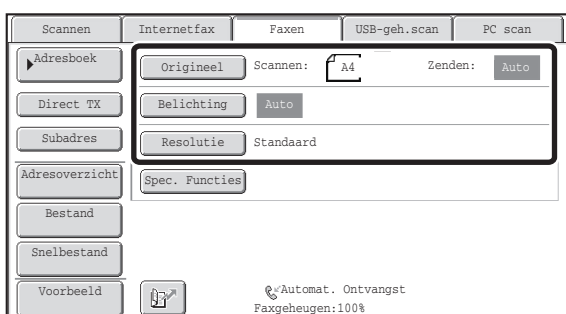 Scannen Internetfax Faxen USB-geh.scan PC scan
Adresboek
Origineel Scannen: A4 Zenden: Auto
Direct TX
Belichting Auto
Subadres
Resolutie Standaard
Adresoverzicht
Spec. Functies
Bestand
Snelbestand
Voorbeeld
Automat. Ontvangst
Faxgeheugen:100%